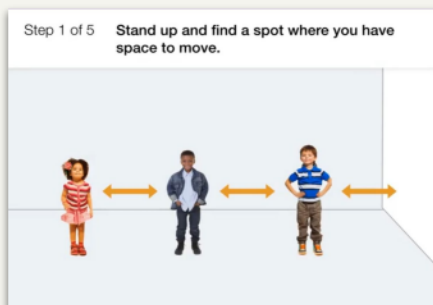 Step 1 of 5 Stand up and find a spot where you have
space to move.